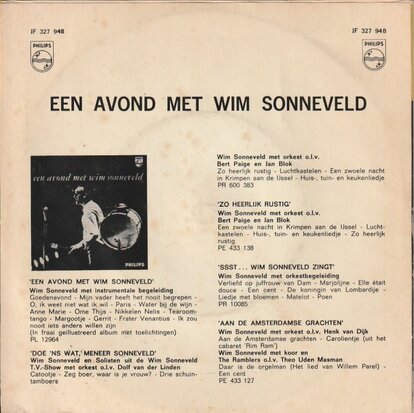 JF 327 948
JF 327 948
PHILIPS
PHILIPS
EEN AVOND MET WIM SONNEVELD
een avond met wim sonneveld
PHILIPS
'EEN AVOND MET WIM SONNEVELD'
Wim Sonneveld met instrumentale begeleiding
Goedenavond - Mijn vader heeft het nooit begrepen -
O, ik weet niet wat ik wil - Paris - Water bij de wijn -
Anne Marie - Ome Thijs - Nikkelen Nelis - Tearoom-
tango - Margootje - Gerrit - Frater Venantius - Ik zou
nooit iets anders willen zijn
(In fraai geïllustreerd album met toelichtingen)
PL 12964
'DOE 'NS WAT, MENEER SONNEVELD'
Wim Sonneveld en Solisten uit de Wim Sonneveld
T.V.-Show met orkest o.l.v. Dolf van der Linden
Catootje - Zeg boer, waar is je vrouw? - Drie schuin-
tamboers
Wim Sonneveld met orkest o.l.v.
Bert Paige en Jan Blok
Zo heerlijk rustig - Luchtkastelen - Een zwoele nacht
in Krimpen aan de IJssel - Huis-, tuin- en keukenliedje
PR 600 383
'ZO HEERLIJK RUSTIG'
Wim Sonneveld met orkest o.l.v.
Bert Paige en Jan Blok
Een zwoele nacht in Krimpen aan de IJssel - Lucht-
kastelen - Huis-, tuin- en keukenliedje - Zo heerlijk
rustig
PE 433 138
'SSST... WIM SONNEVELD ZINGT'
Wim Sonneveld met orkestbegeleiding
Verliefd op juffrouw van Dam - Marjolijne - Elle était
douce - Een cent - De koningin van Lombardije -
Liedje met bloemen - Matelot - Poen
PR 10085
'AAN DE AMSTERDAMSE GRACHTEN'
Wim Sonneveld met orkest o.l.v. Henk van Dijk
Aan de Amsterdamse grachten - Carolientje (uit het
cabaret 'Rim Ram')
Wim Sonneveld met koor en
The Ramblers o.l.v. Theo Uden Masman
Daar is de orgelman (Het lied van Willem Parel) -
Een cent
PE 433 127